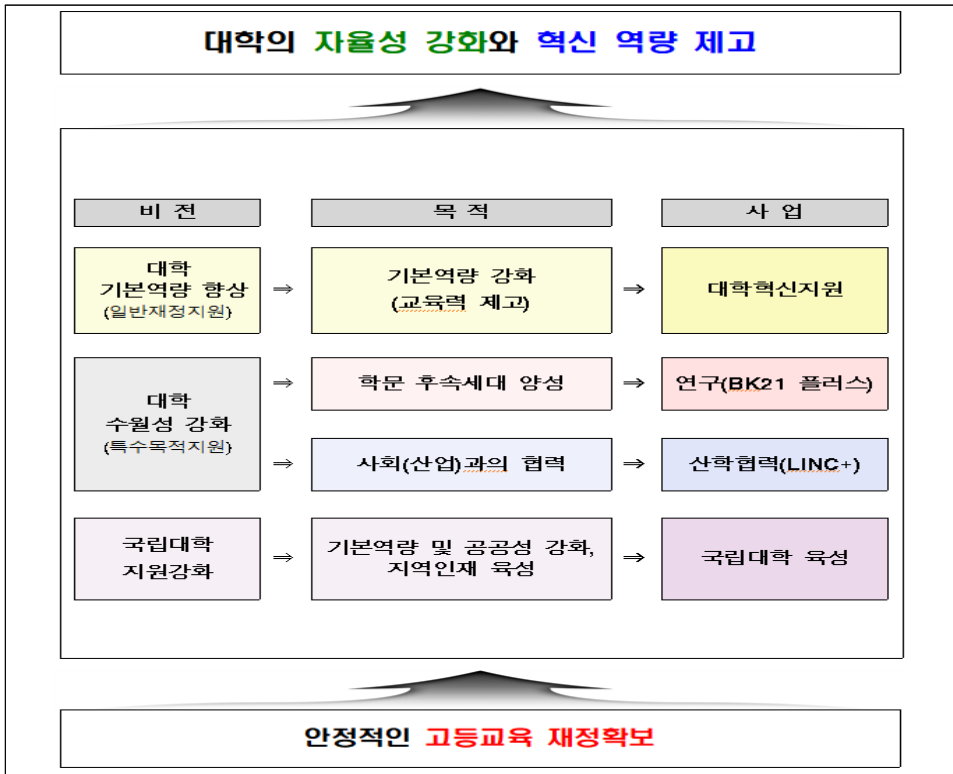 대학의 자율성 강화와 혁신 역량 제고
비 전
목 적
사 업
대학
기본역량 향상
(일반재정지원)
⇒
기본역량 강화
(교육력 제고)
⇒
대학혁신지원
대학
수월성 강화
(특수목적지원)
⇒
학문 후속세대 양성
⇒
연구(BK21 플러스)
⇒
사회(산업)과의 협력
⇒
산학협력(LINC+)
국립대학
지원강화
⇒
기본역량 및 공공성 강화,
지역인재 육성
⇒
국립대학 육성
안정적인 고등교육 재정확보